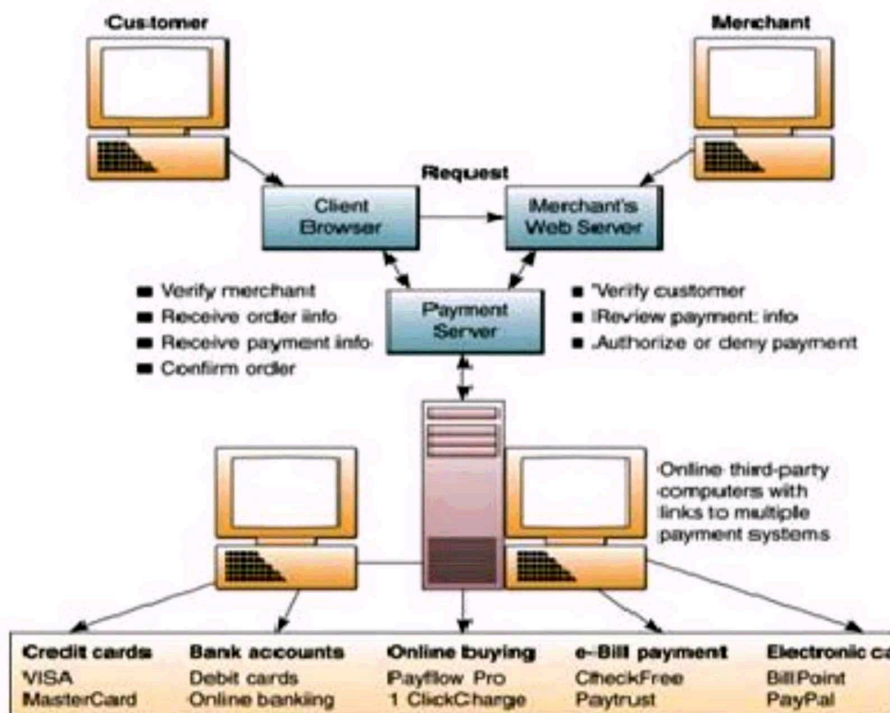 Customer
Merchant
Request
Client
Browser
Merchant's
Web Server
Verify merchant
Receive order info
Receive payment info
Confirm order
Payment
Server
Verify customer
Review payment info
Authorize or deny payment
Online third-party
computers with
links to multiple
payment systems
Credit cards
VISA
MasterCard
Bank accounts
Debit cards
Online banking
Online buying
Payflow Pro
1 ClickCharge
e-Bill payment
CheckFree
Paytrust
Electronic ca
BillPoint
PayPal